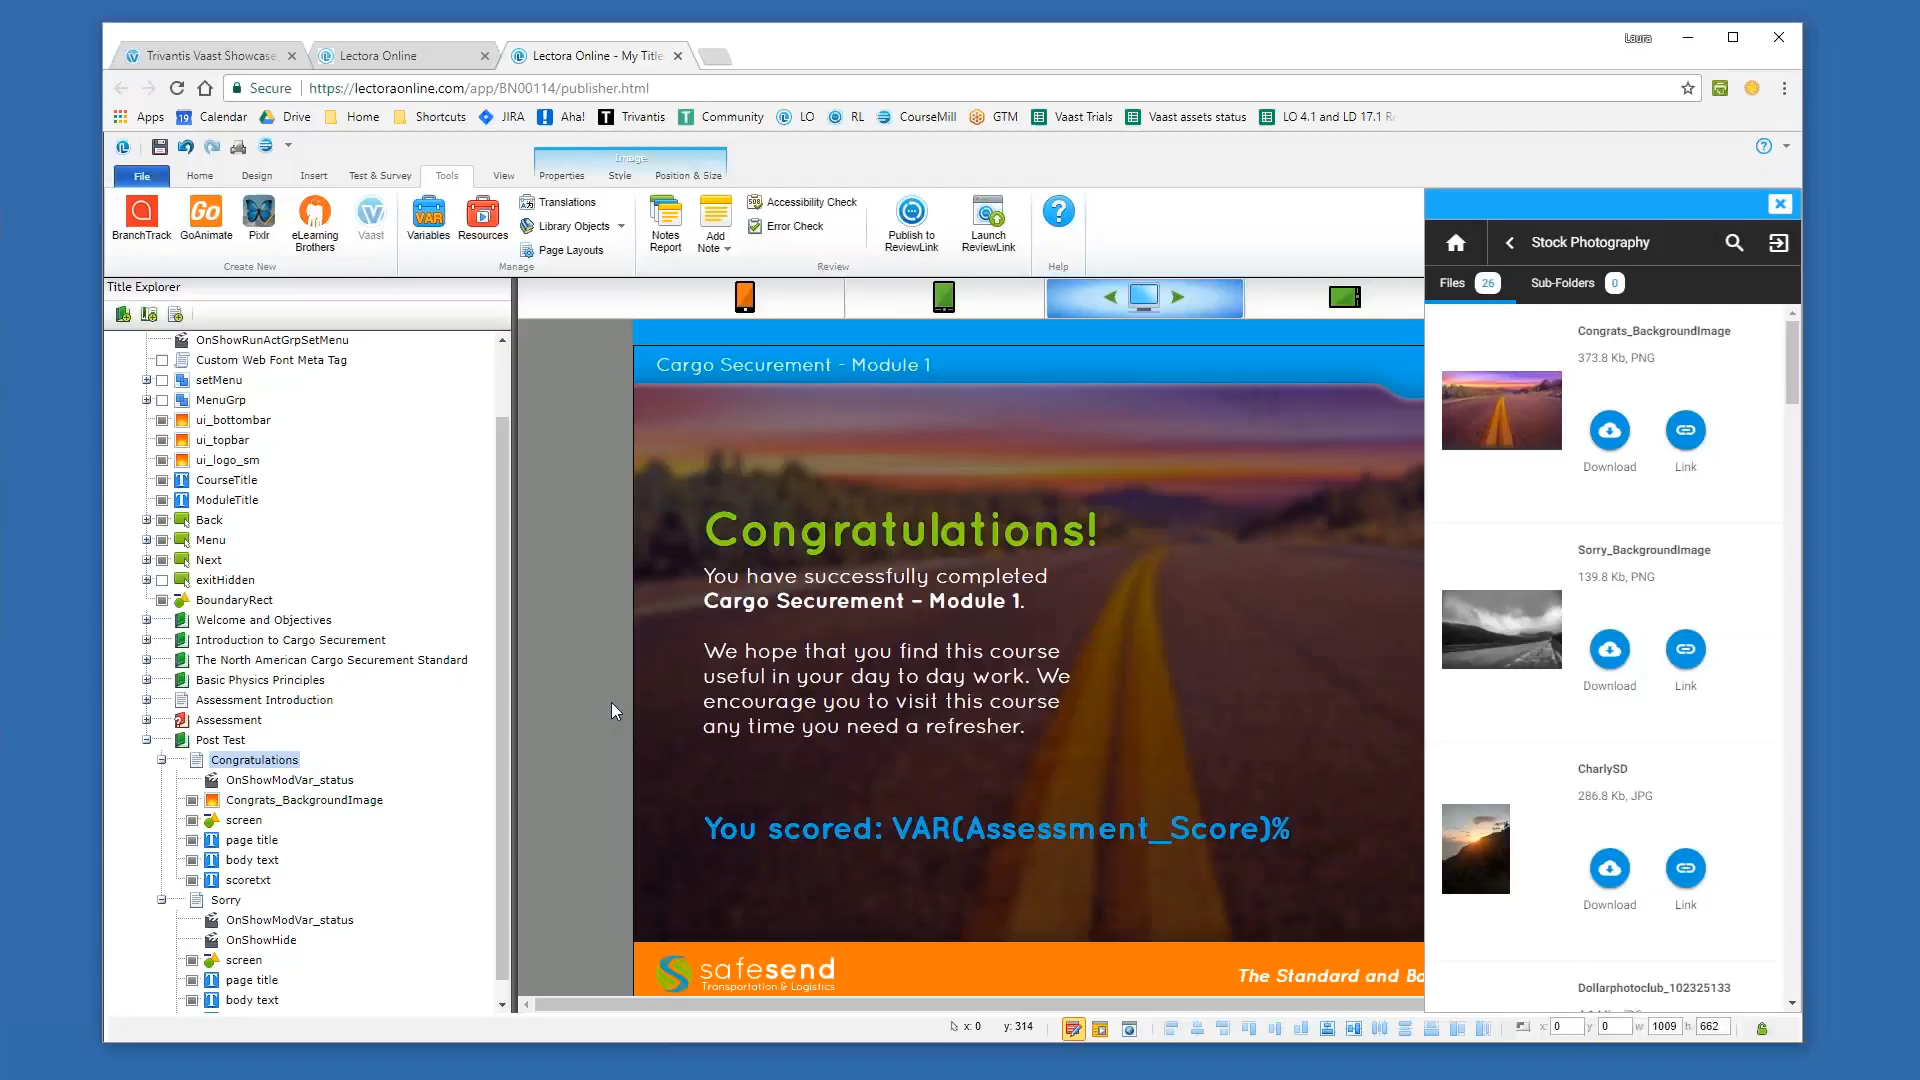 Laura
Trivantis Vaast Showcase
Lectora Online
Lectora Online - My Title
Secure
https://lectoraonline.com/app/BN00114/publisher.html
Apps
19
Calendar
Drive
Home
Shortcuts
JIRA
Aha!
Trivantis
Community
LO
RL
CourseMill
GTM
Vaast Trials
Vaast assets status
LO 4.1 and LD 17.1 Re
Image
File
Home
Design
Insert
Test & Survey
Tools
View
Properties
Style
Position & Size
BranchTrack
Go
GoAnimate
Pixlr
eLearning
Brothers
Vaast
Create New
VAR
Variables
Resources
Translations
Library Objects
Page Layouts
Manage
Notes
Report
Add
Note
Accessibility Check
Error Check
Publish to
ReviewLink
Launch
ReviewLink
Review
Help
Title Explorer
OnShowRunActGrpSetMenu
Custom Web Font Meta Tag
setMenu
MenuGrp
ui_bottombar
ui_topbar
ui_logo_sm
CourseTitle
ModuleTitle
Back
Menu
Next
exitHidden
BoundaryRect
Welcome and Objectives
Introduction to Cargo Securement
The North American Cargo Securement Standard
Basic Physics Principles
Assessment Introduction
Assessment
Post Test
Congratulations
OnShowModVar_status
Congrats_BackgroundImage
screen
page title
body text
scoretxt
Sorry
OnShowModVar_status
OnShowHide
screen
page title
body text
Cargo Securement - Module 1
Congratulations!
You have successfully completed
Cargo Securement – Module 1.
We hope that you find this course
useful in your day to day work. We
encourage you to visit this course
any time you need a refresher.
You scored: VAR(Assessment_Score)%
safesend
Transportation & Logistics
The Standard and Ba
Stock Photography
Files 26
Sub-Folders 0
Congrats_BackgroundImage
373.8 Kb, PNG
Download
Link
Sorry_BackgroundImage
139.8 Kb, PNG
Download
Link
CharlySD
286.8 Kb, JPG
Download
Link
Dollarphotoclub_102325133
x: 0
y: 314
x: 0
y 0
w 1009
h 662